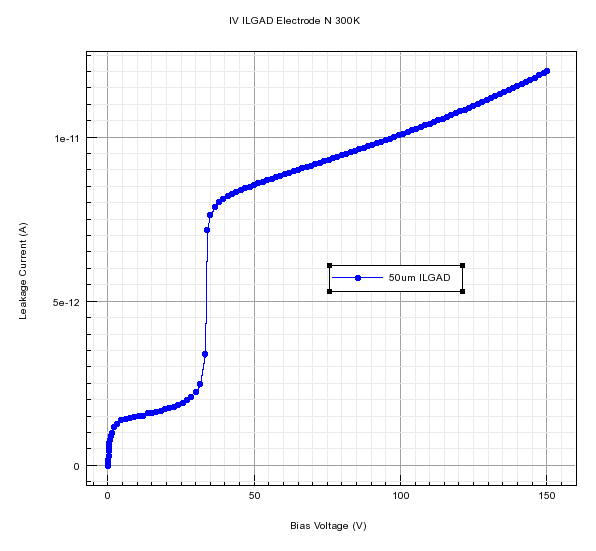 IV ILGAD Electrode N 300K
Leakage Current (A)
1e-11
5e-12
0
50um ILGAD
0 50 100 150
Bias Voltage (V)